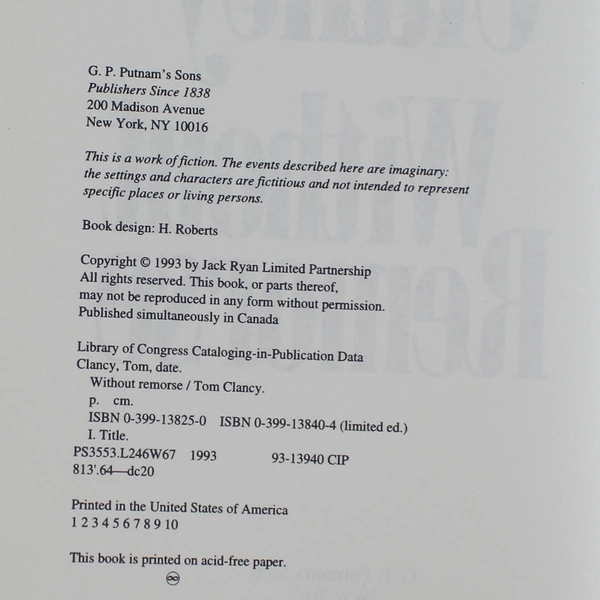 G. P. Putnam's Sons
Publishers Since 1838
200 Madison Avenue
New York, NY 10016
This is a work of fiction. The events described here are imaginary:
the settings and characters are fictitious and not intended to represent
specific places or living persons.
Book design: H. Roberts
Copyright © 1993 by Jack Ryan Limited Partnership
All rights reserved. This book, or parts thereof,
may not be reproduced in any form without permission.
Published simultaneously in Canada
Library of Congress Cataloging-in-Publication Data
Clancy, Tom, date.
Without remorse / Tom Clancy.
p. cm.
ISBN 0-399-13825-0 ISBN 0-399-13840-4 (limited ed.)
I. Title.
PS3553.L246W67 1993 93-13940 CIP
813'.64—dc20
Printed in the United States of America
1 2 3 4 5 6 7 8 9 10
This book is printed on acid-free paper.